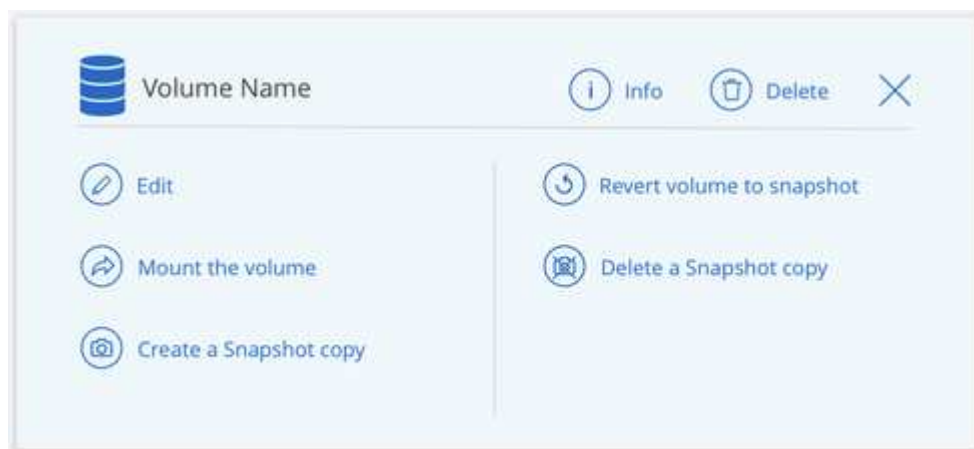 Volume Name
Info
Delete
Edit
Mount the volume
Create a Snapshot copy
Revert volume to snapshot
Delete a Snapshot copy